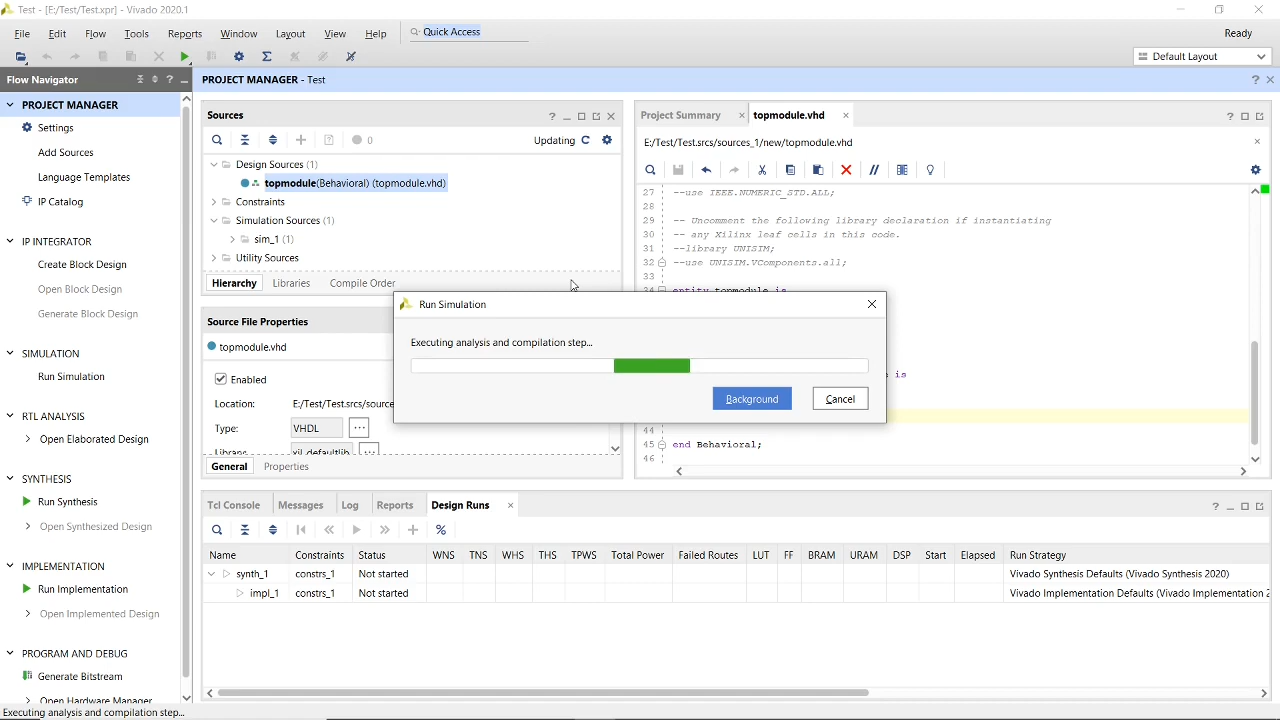 Test - [E:/Test/Test.xpr] - Vivado 2020.1
File Edit Flow Tools Reports Window Layout View Help Quick Access Ready
Default Layout
Flow Navigator
PROJECT MANAGER
Settings
Add Sources
Language Templates
IP Catalog
IP INTEGRATOR
Create Block Design
Open Block Design
Generate Block Design
SIMULATION
Run Simulation
RTL ANALYSIS
Open Elaborated Design
SYNTHESIS
Run Synthesis
Open Synthesized Design
IMPLEMENTATION
Run Implementation
Open Implemented Design
PROGRAM AND DEBUG
Generate Bitstream
Open Hardware Manager
PROJECT MANAGER - Test
Sources
0 Updating
Design Sources (1)
topmodule(Behavioral) (topmodule.vhd)
Constraints
Simulation Sources (1)
sim_1 (1)
Utility Sources
Hierarchy Libraries Compile Order
Source File Properties
topmodule.vhd
Enabled
Location: E:/Test/Test.srcs/source
Type: VHDL
Library: xil_defaultlib
General Properties
Project Summary topmodule.vhd
E:/Test/Test.srcs/sources_1/new/topmodule.vhd
27 --use IEEE.NUMERIC_STD.ALL;
28
29 -- Uncomment the following library declaration if instantiating
30 -- any Xilinx leaf cells in this code.
31 --library UNISIM;
32 --use UNISIM.VComponents.all;
33
34 entity topmodule is
is
44
45 end Behavioral;
46
Run Simulation
Executing analysis and compilation step...
Background Cancel
Tcl Console Messages Log Reports Design Runs
Name Constraints Status WNS TNS WHS THS TPWS Total Power Failed Routes LUT FF BRAM URAM DSP Start Elapsed Run Strategy
synth_1 constrs_1 Not started Vivado Synthesis Defaults (Vivado Synthesis 2020)
impl_1 constrs_1 Not started Vivado Implementation Defaults (Vivado Implementation 2
Executing analysis and compilation step...